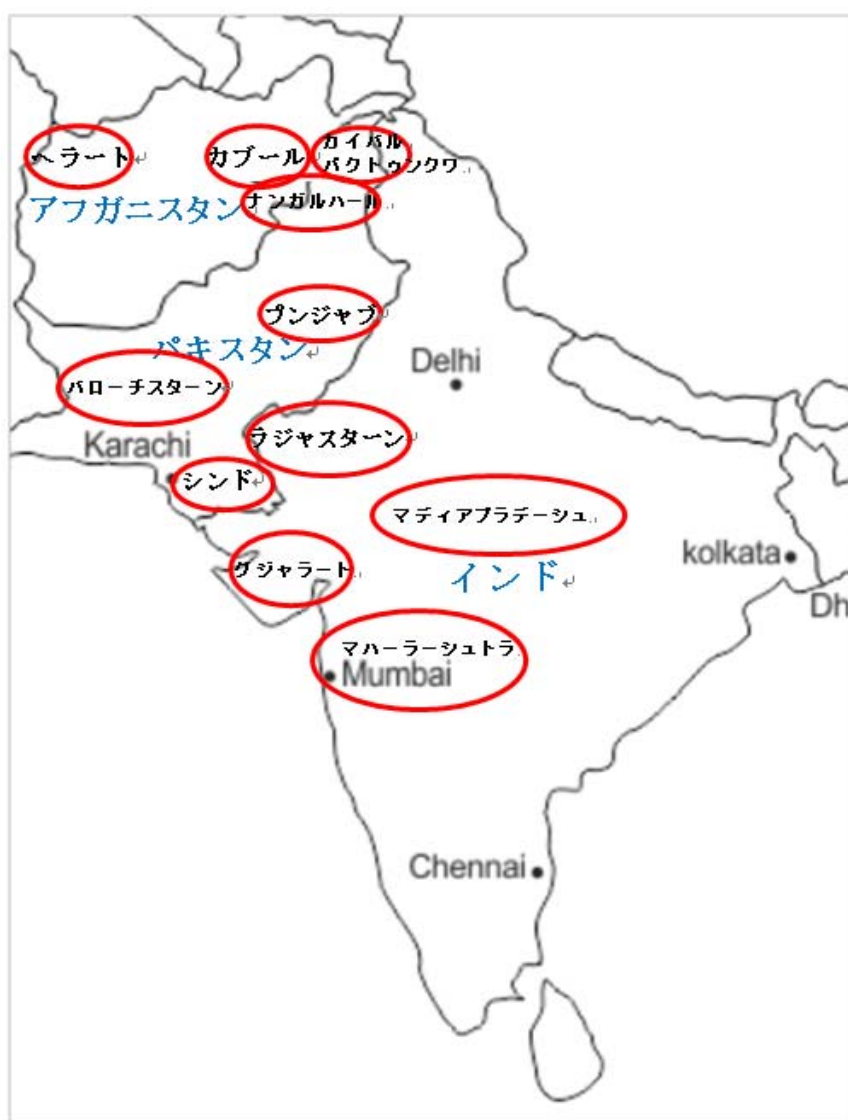 ヘラート
カブール
カイバル
パクトゥンクワ
アフガニスタン
ナンガルハール
プンジャブ
パキスタン
Delhi
バローチスターン
Karachi
ラジャスターン
シンド
マディアプラデーシュ
kolkata
グジャラート
インド
Dh
マハーラーシュトラ
Mumbai
Chennai